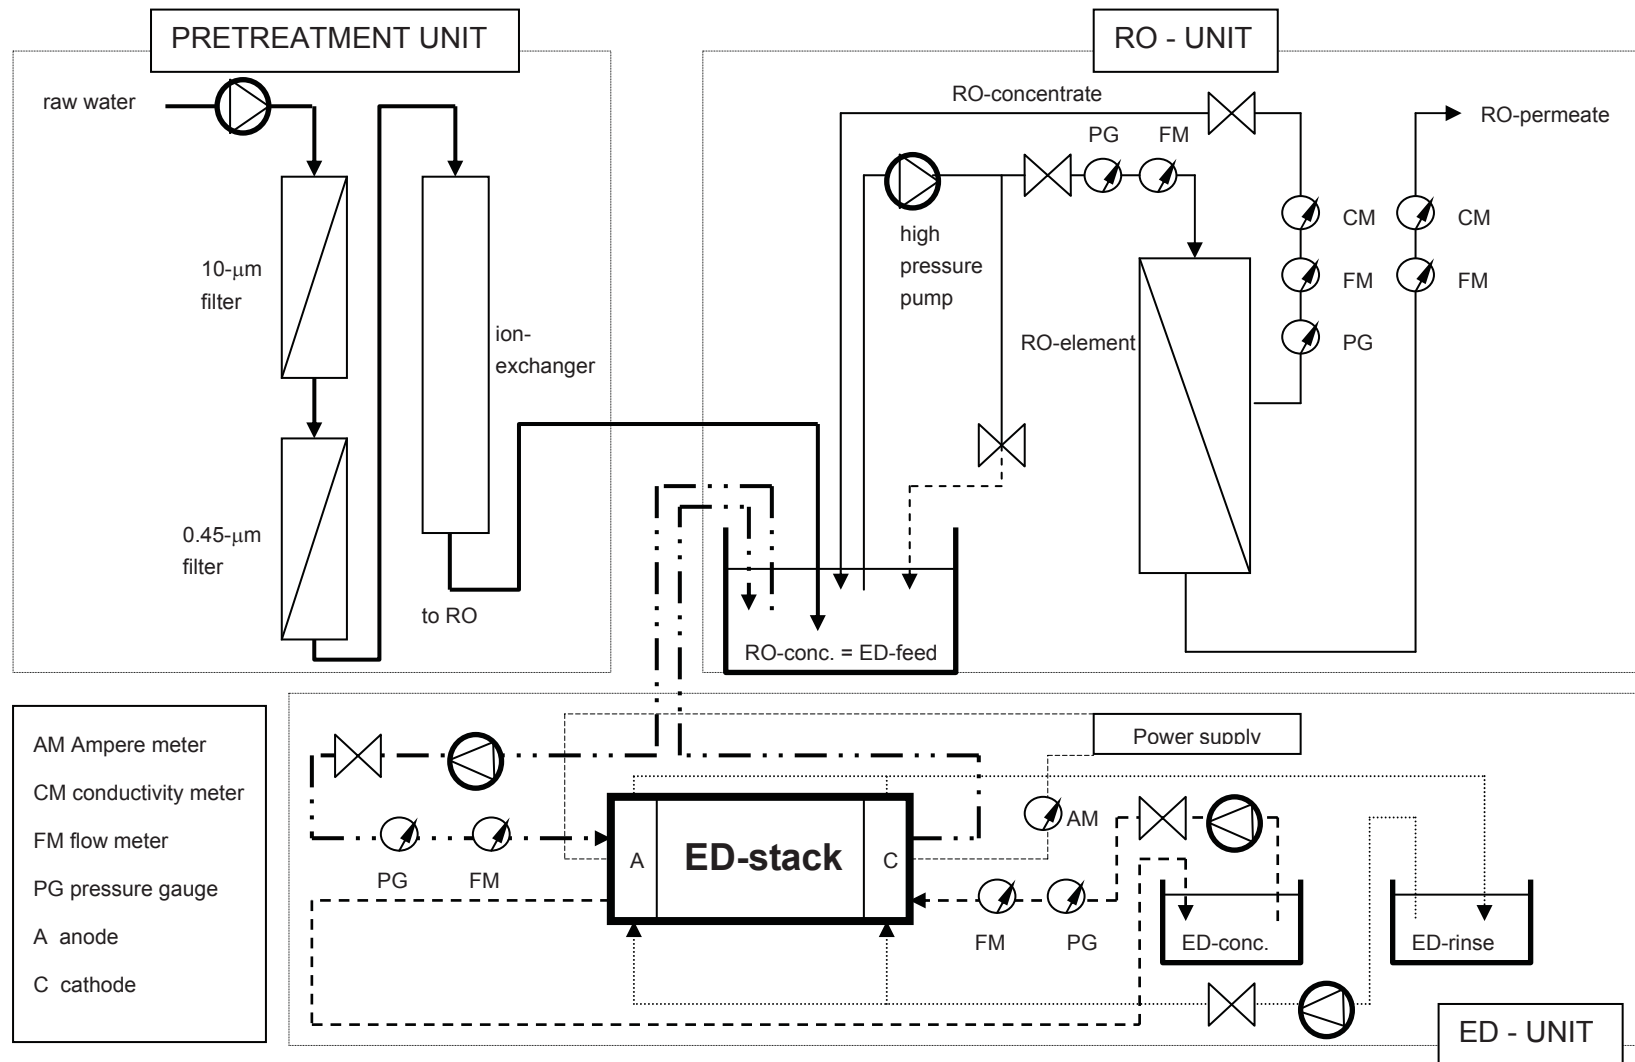 PRETREATMENT UNIT
raw water
10-μm
filter
ion-
exchanger
0.45-μm
filter
to RO
RO - UNIT
RO-concentrate
RO-permeate
PG
FM
high
pressure
pump
CM
CM
FM
FM
RO-element
PG
RO-conc. = ED-feed
AM Ampere meter
CM conductivity meter
FM flow meter
PG pressure gauge
A anode
C cathode
Power supply
AM
A
ED-stack
C
PG
FM
FM
PG
ED-conc.
ED-rinse
ED - UNIT